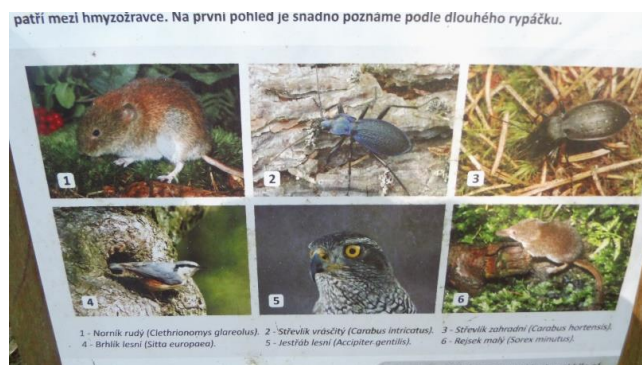 patří mezi hmyzožravce. Na první pohled je snadno poznáme podle dlouhého rypáčku.
1
2
3
4
5
6
1 - Norník rudý (Clethrionomys glareolus). 2 - Střevlík vrásčitý (Carabus intricatus). 3 - Střevlík zahradní (Carabus hortensis).
4 - Brhlík lesní (Sitta europaea). 5 - Jestřáb lesní (Accipiter gentilis). 6 - Rejsek malý (Sorex minutus).